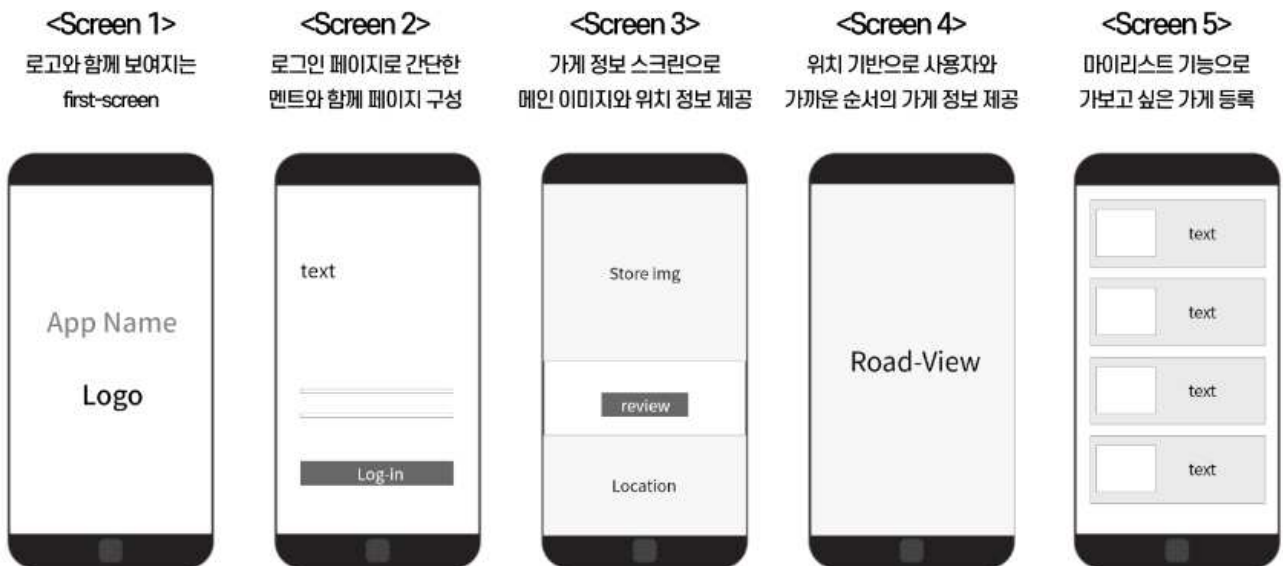 <Screen 1>
로고와 함께 보여지는
first-screen
<Screen 2>
로그인 페이지로 간단한
멘트와 함께 페이지 구성
<Screen 3>
가게 정보 스크린으로
메인 이미지와 위치 정보 제공
<Screen 4>
위치 기반으로 사용자와
가까운 순서의 가게 정보 제공
<Screen 5>
마이리스트 기능으로
가보고 싶은 가게 등록
App Name
Logo
text
Log-in
Store img
review
Location
Road-View
text
text
text
text